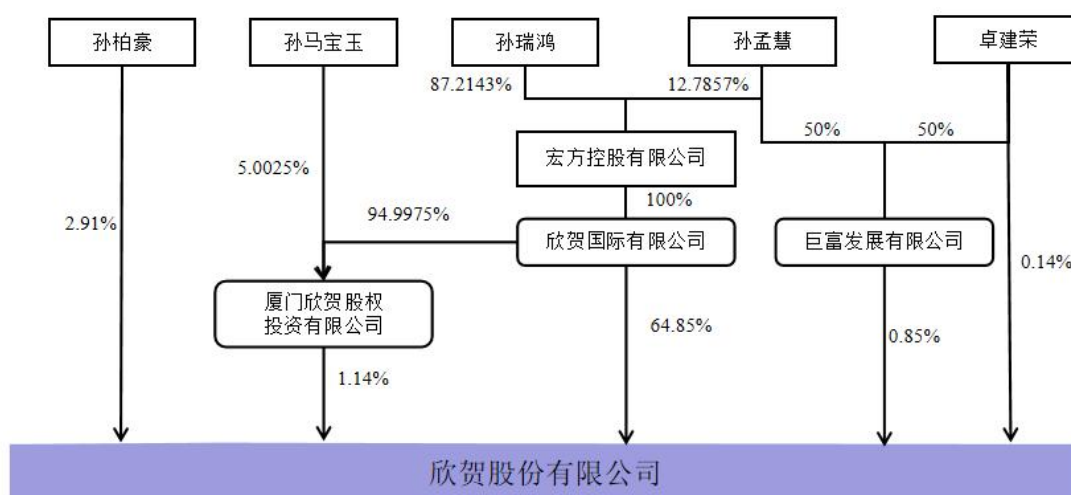 孙柏豪
孙马宝玉
孙瑞鸿
孙孟慧
卓建荣
87.2143%
12.7857%
50%
50%
宏方控股有限公司
5.0025%
100%
2.91%
94.9975%
欣贺国际有限公司
巨富发展有限公司
0.14%
厦门欣贺股权
投资有限公司
64.85%
0.85%
1.14%
欣贺股份有限公司